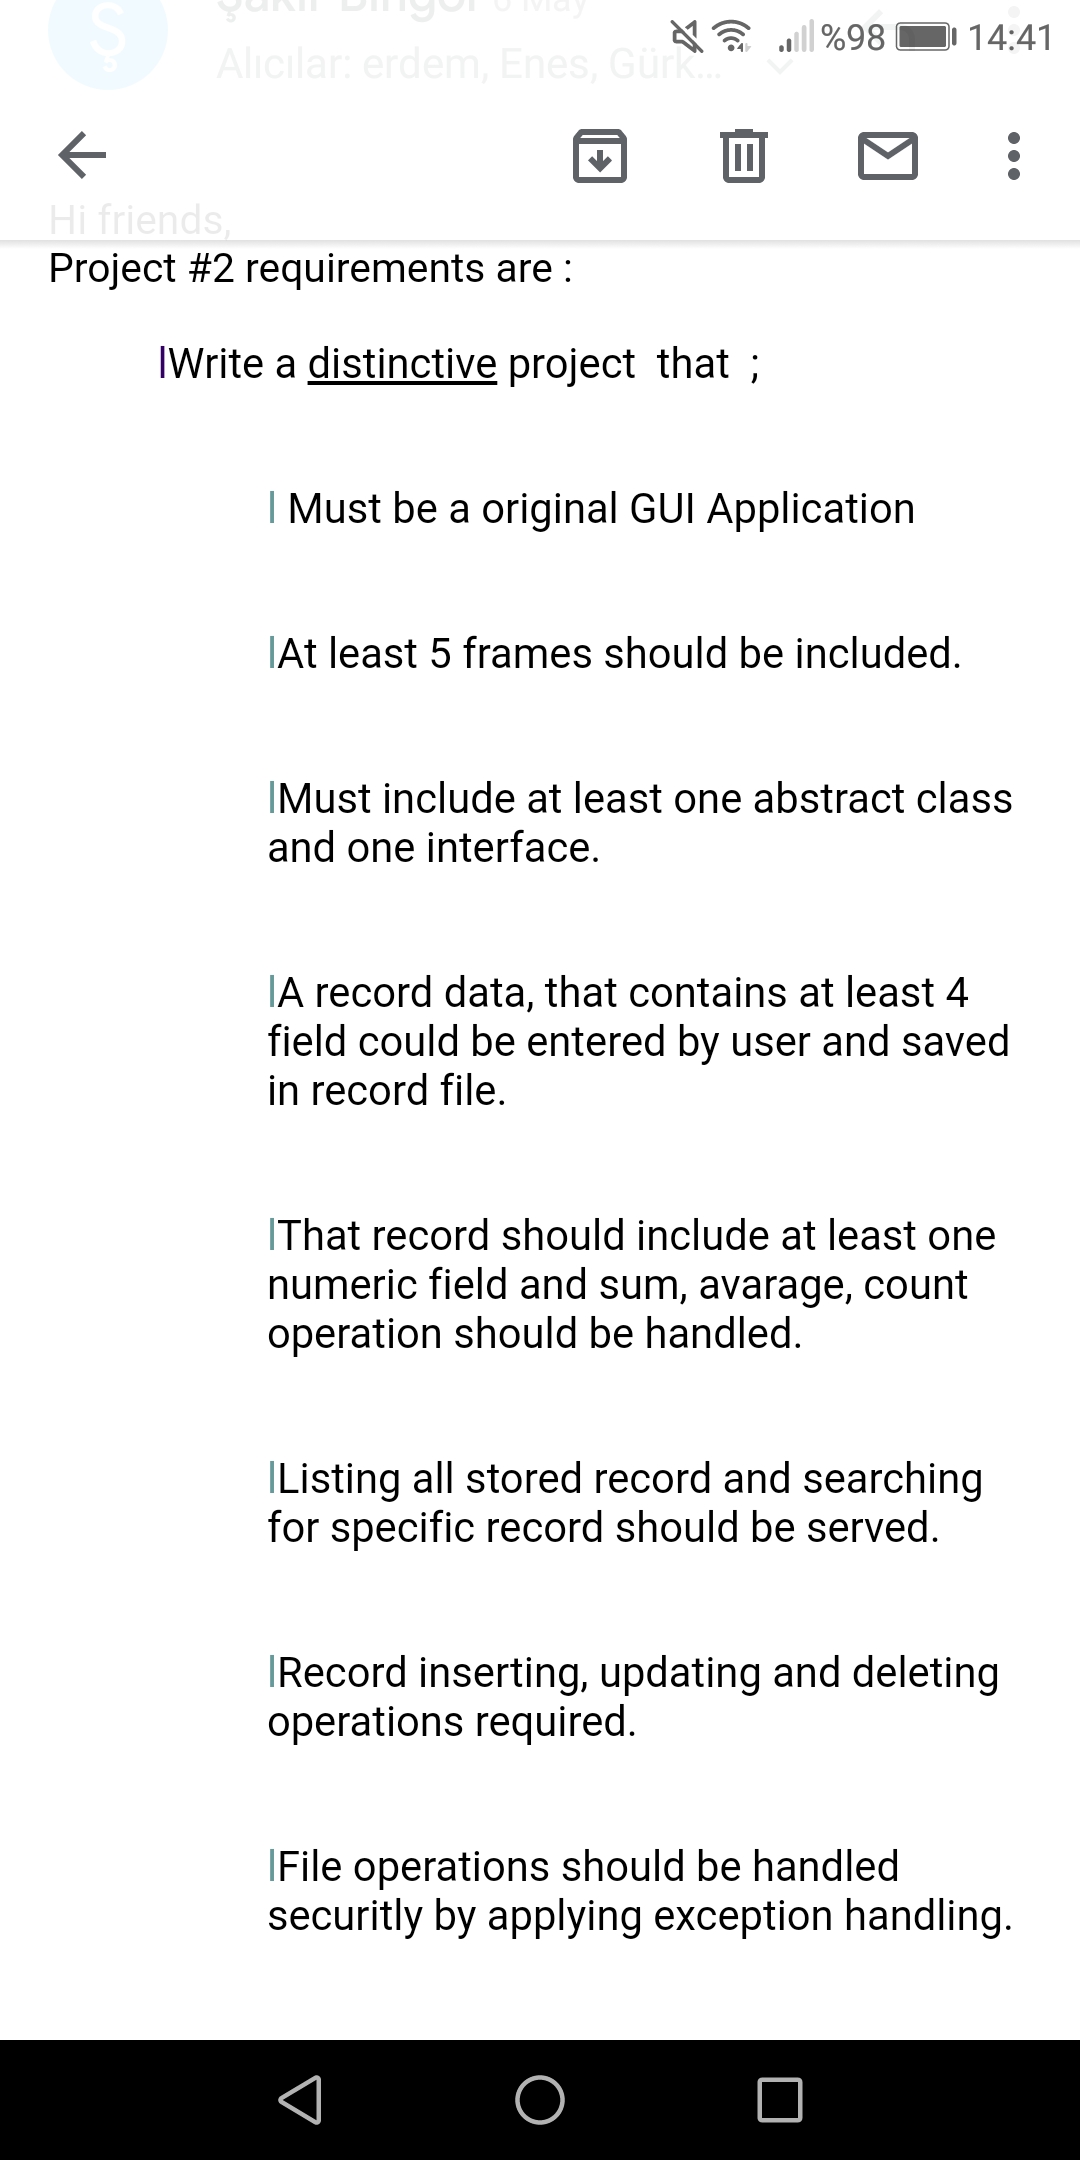 Şakir Bingöl 6 May
%98 14:41
Alıcılar: erdem, Enes, Gürk...
Hi friends,
Project #2 requirements are :
lWrite a distinctive project that ;
l Must be a original GUI Application
lAt least 5 frames should be included.
lMust include at least one abstract class
and one interface.
lA record data, that contains at least 4
field could be entered by user and saved
in record file.
lThat record should include at least one
numeric field and sum, avarage, count
operation should be handled.
lListing all stored record and searching
for specific record should be served.
lRecord inserting, updating and deleting
operations required.
lFile operations should be handled
securitly by applying exception handling.